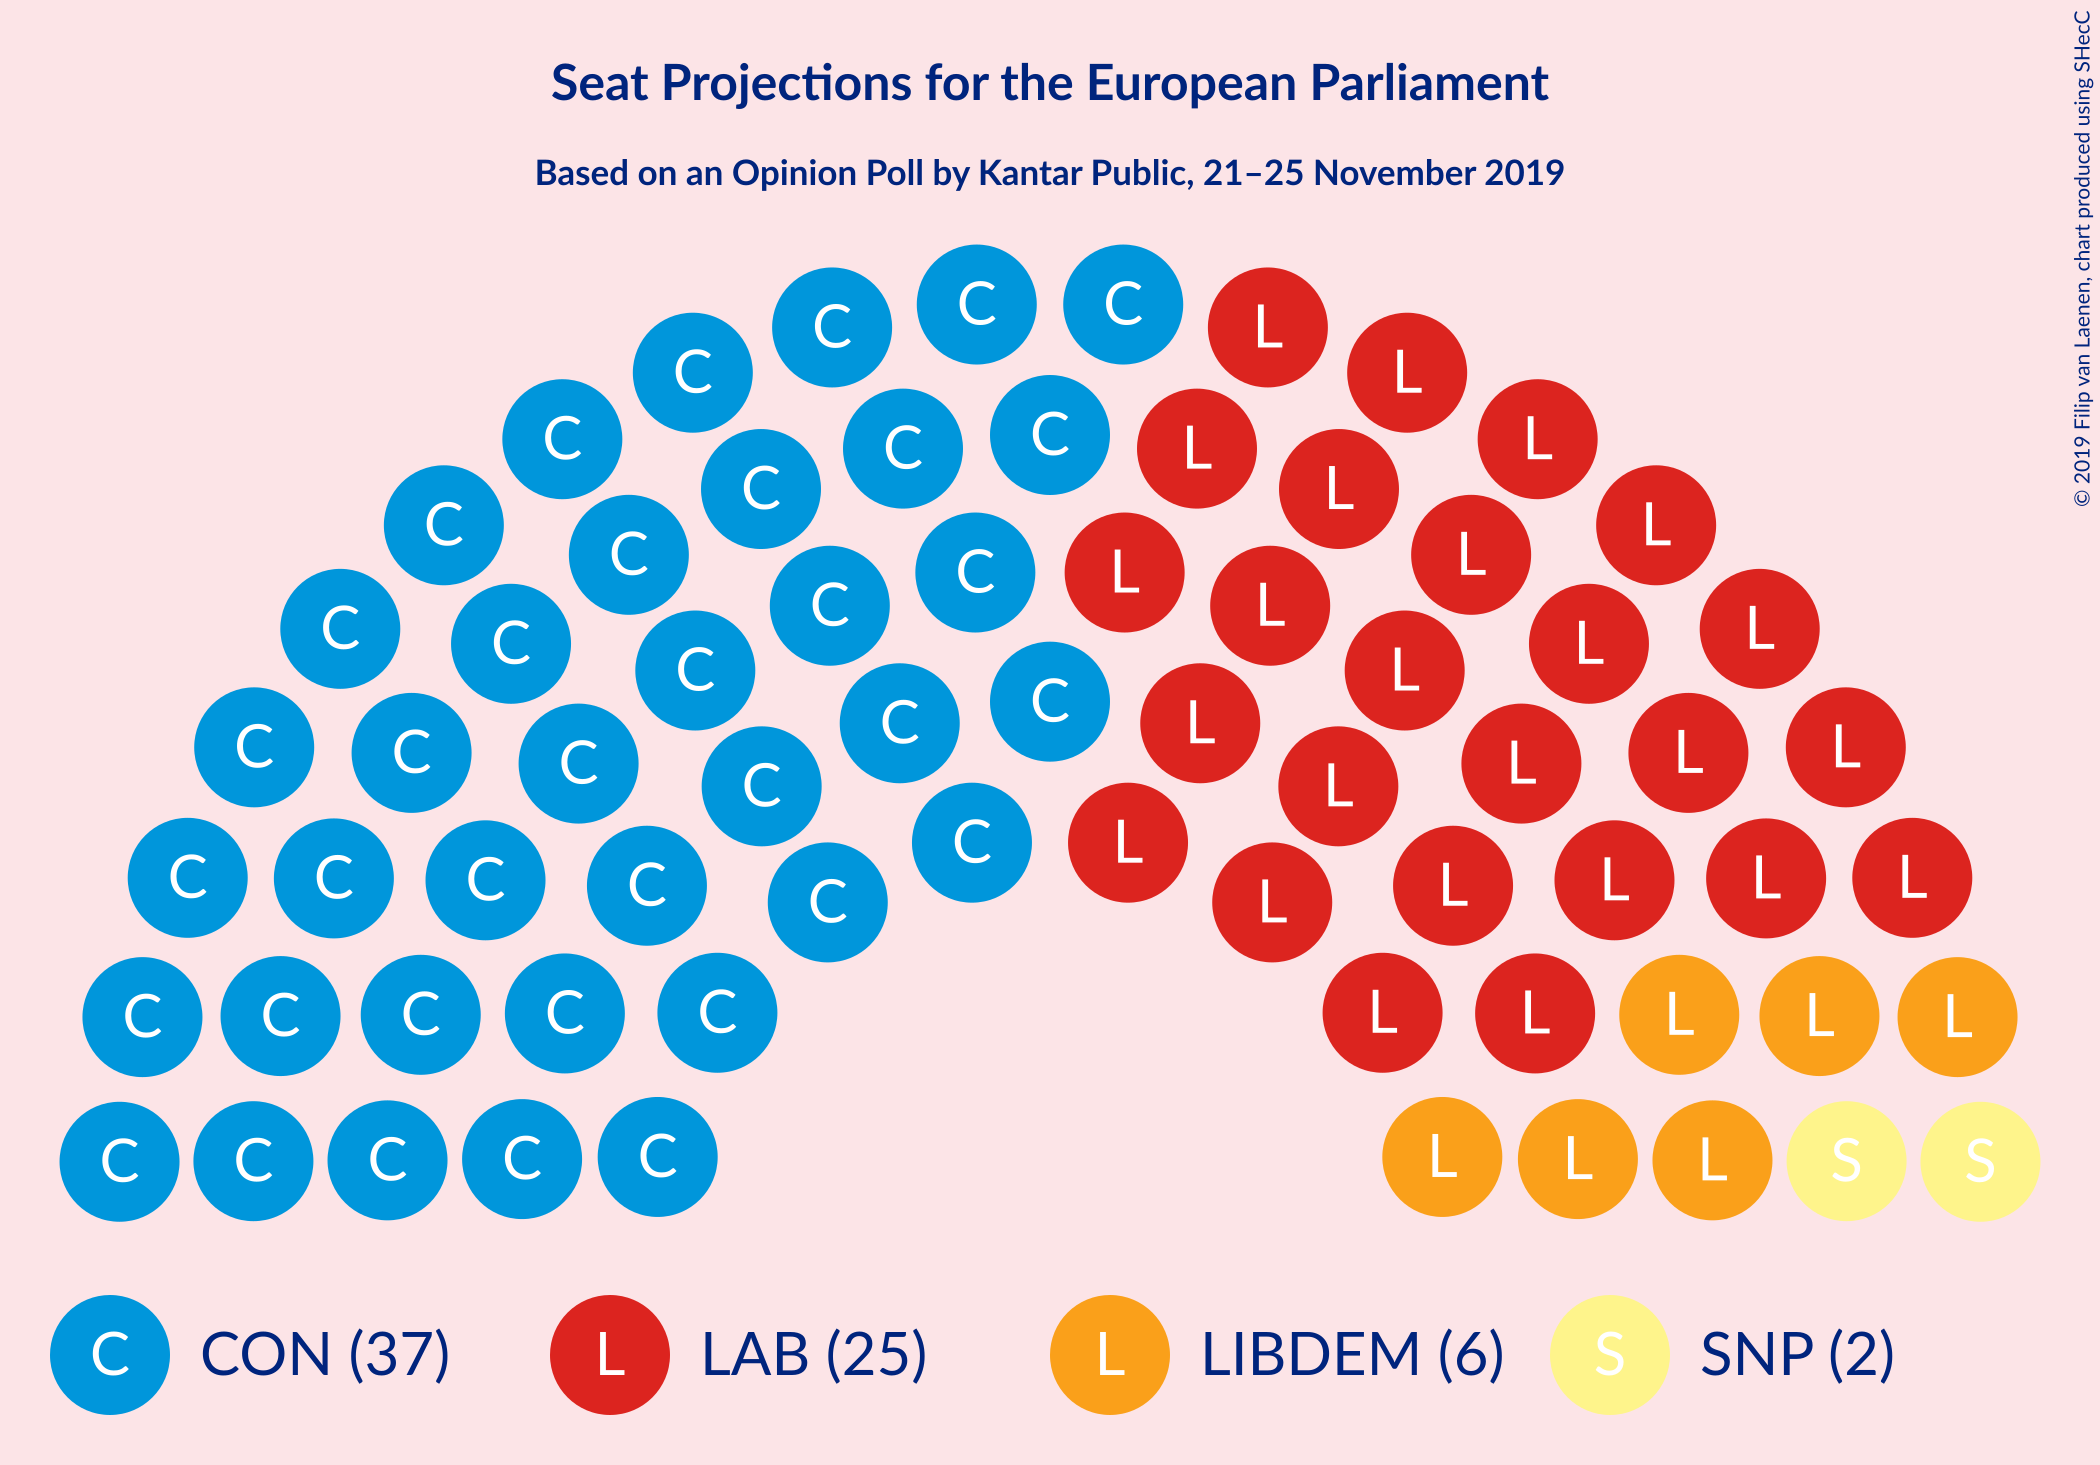 Seat Projections for the European Parliament
Based on an Opinion Poll by Kantar Public, 21–25 November 2019
© 2019 Filip van Laenen, chart produced using SHecC
C C L
C L
C C L
C L
C C L L
C L
C C L L
C C L L
C C L L
C C L L
C C L
C L L
C C L L
C C L L
C C L L
C C C C L L L L
C C L L
C C C C C L L L L L
C C C C C L L L S S
C CON (37) L LAB (25) L LIBDEM (6) S SNP (2)